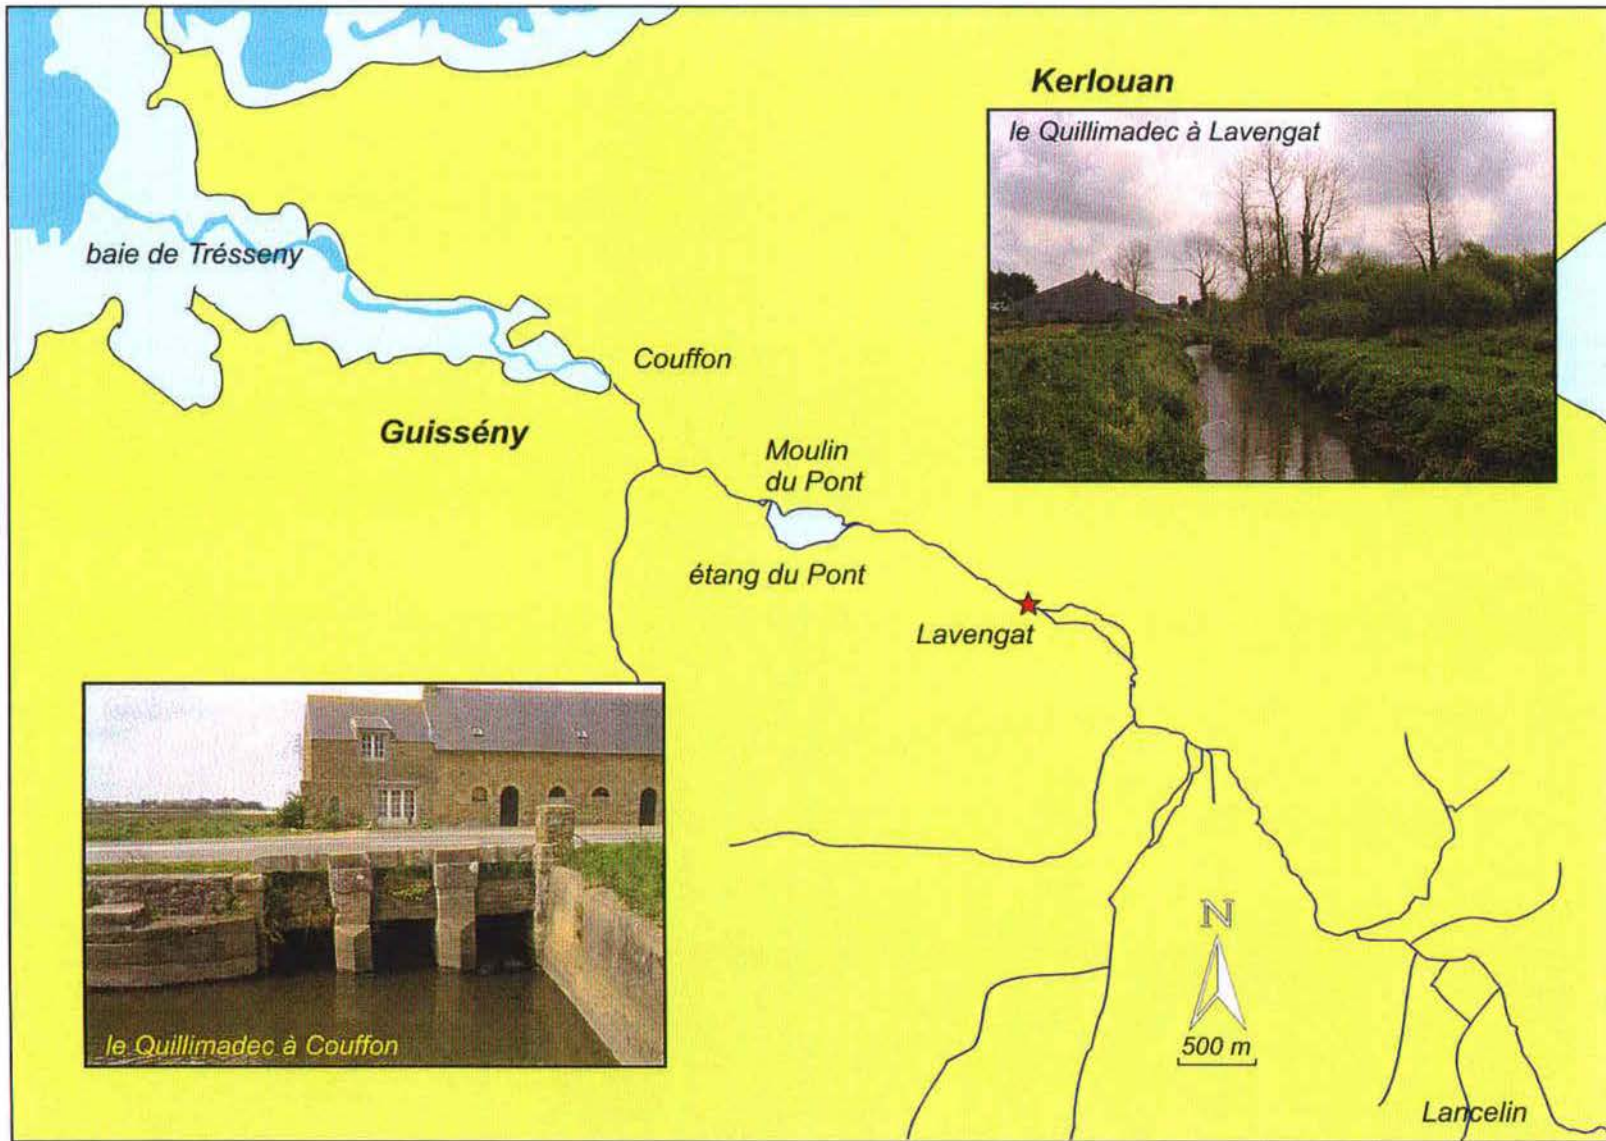 Kerlouan
le Quillimadec à Lavengat
baie de Trésseny
Couffon
Guissény
Moulin
du Pont
étang du Pont
Lavengat
le Quillimadec à Couffon
N
500 m
Lancelin